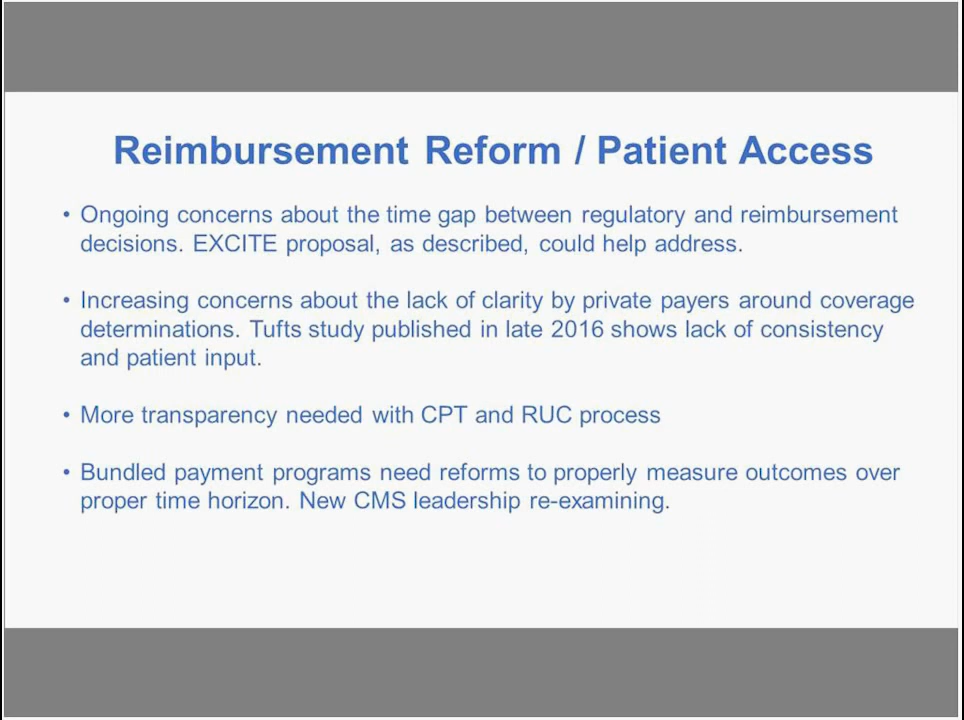 Reimbursement Reform / Patient Access
• Ongoing concerns about the time gap between regulatory and reimbursement
decisions. EXCITE proposal, as described, could help address.
• Increasing concerns about the lack of clarity by private payers around coverage
determinations. Tufts study published in late 2016 shows lack of consistency
and patient input.
• More transparency needed with CPT and RUC process
• Bundled payment programs need reforms to properly measure outcomes over
proper time horizon. New CMS leadership re-examining.